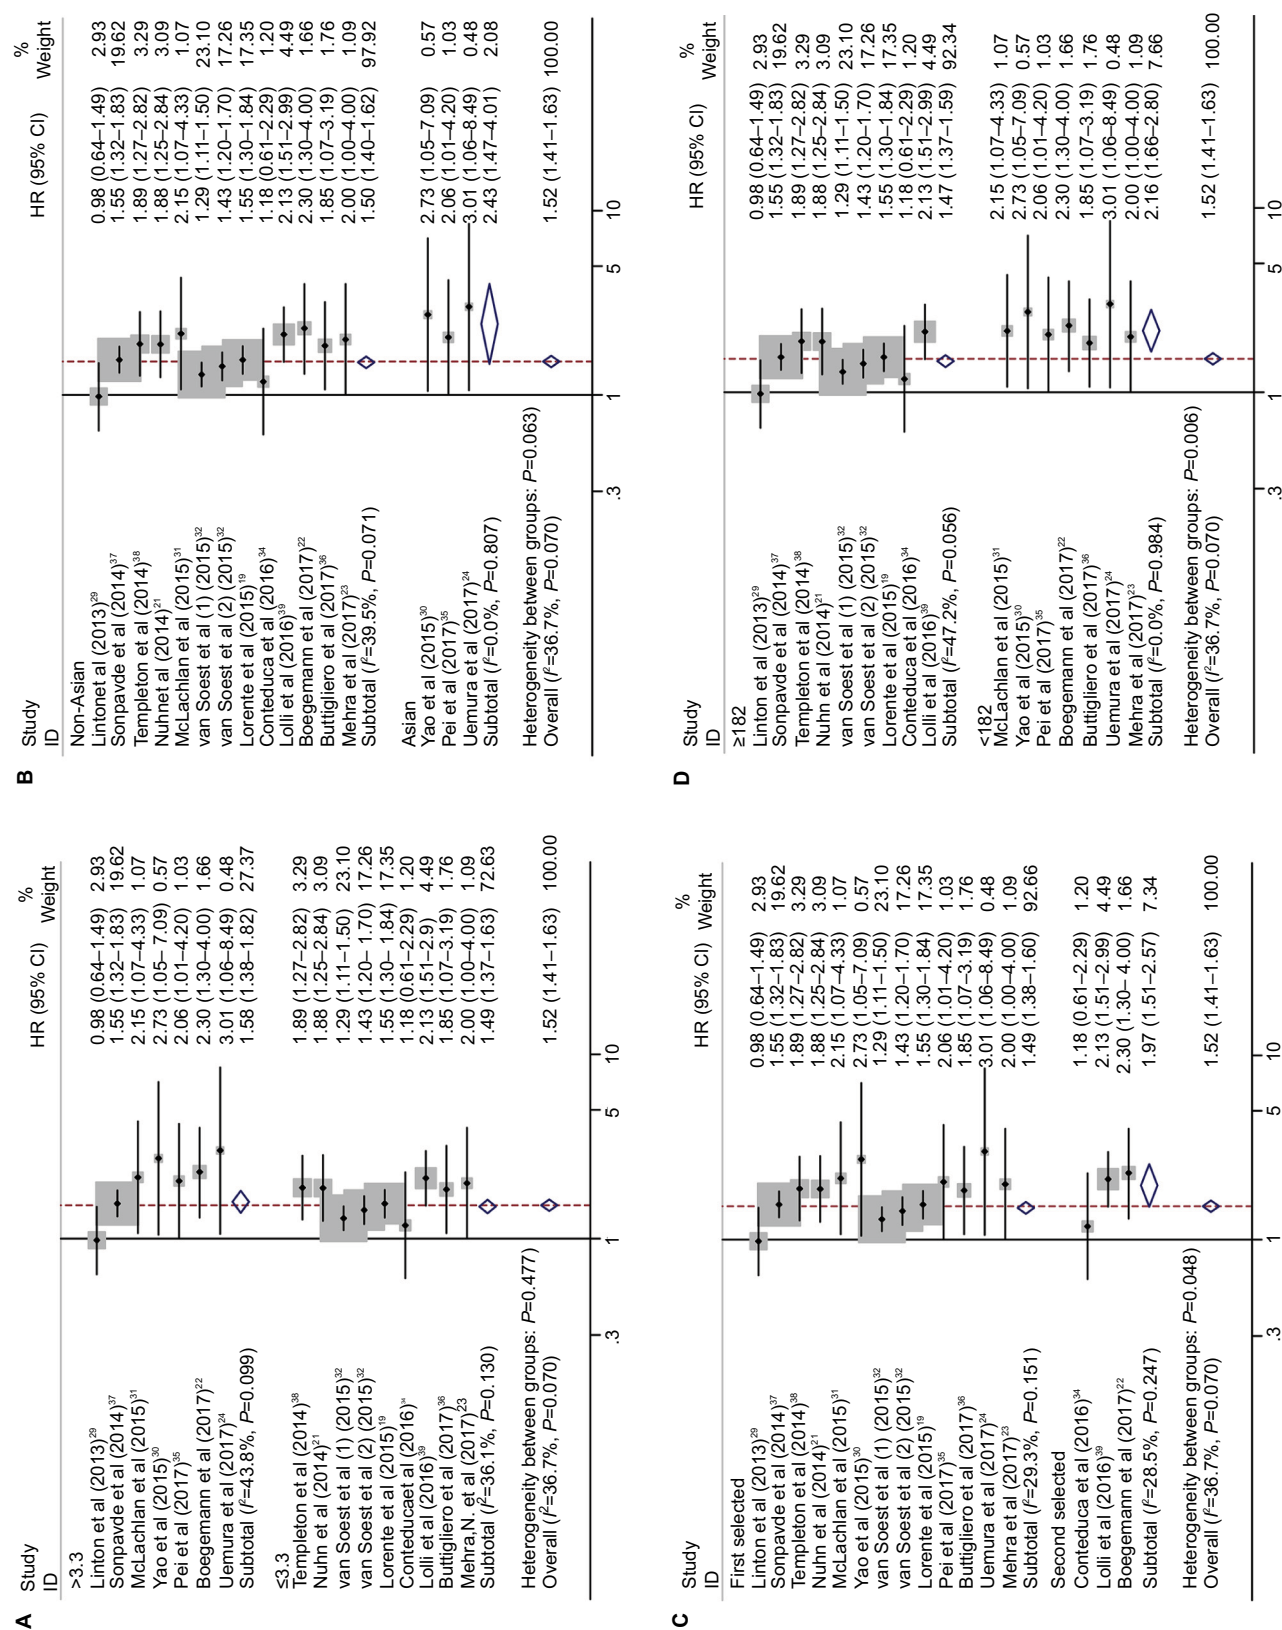 A
Study ID HR (95% CI) % Weight
>3.3
Linton et al (2013)29 0.98 (0.64–1.49) 2.93
Sonpavde et al (2014)37 1.55 (1.32–1.83) 19.62
McLachlan et al (2015)31 2.15 (1.07–4.33) 1.07
Yao et al (2015)30 2.73 (1.05– 7.09) 0.57
Pei et al (2017)35 2.06 (1.01–4.20) 1.03
Boegemann et al (2017)22 2.30 (1.30–4.00) 1.66
Uemura et al (2017)24 3.01 (1.06–8.49) 0.48
Subtotal (I2=43.8%, P=0.099) 1.58 (1.38–1.82) 27.37
≤3.3
Templeton et al (2014)38 1.89 (1.27–2.82) 3.29
Nuhn et al (2014)21 1.88 (1.25–2.84) 3.09
van Soest et al (1) (2015)32 1.29 (1.11–1.50) 23.10
van Soest et al (2) (2015)32 1.43 (1.20– 1.70) 17.26
Lorente et al (2015)19 1.55 (1.30– 1.84) 17.35
Conteducaet al (2016)34 1.18 (0.61–2.29) 1.20
Lolli et al (2016)39 2.13 (1.51–2.9) 4.49
Buttigliero et al (2017)36 1.85 (1.07–3.19) 1.76
Mehra,N. et al (2017)23 2.00 (1.00–4.00) 1.09
Subtotal (I2=36.1%, P=0.130) 1.49 (1.37–1.63) 72.63
Heterogeneity between groups: P=0.477)
Overall (I2=36.7%, P=0.070) 1.52 (1.41–1.63) 100.00
.3 1 5 10
B
Study ID HR (95% CI) % Weight
Non-Asian
Lintonet al (2013)29 0.98 (0.64–1.49) 2.93
Sonpavde et al (2014)37 1.55 (1.32–1.83) 19.62
Templeton et al (2014)38 1.89 (1.27–2.82) 3.29
Nuhnet al (2014)21 1.88 (1.25–2.84) 3.09
McLachlan et al (2015)31 2.15 (1.07–4.33) 1.07
van Soest et al (1) (2015)32 1.29 (1.11–1.50) 23.10
van Soest et al (2) (2015)32 1.43 (1.20–1.70) 17.26
Lorente et al (2015)19 1.55 (1.30–1.84) 17.35
Conteduca et al (2016)34 1.18 (0.61–2.29) 1.20
Lolli et al (2016)39 2.13 (1.51–2.99) 4.49
Boegemann et al (2017)22 2.30 (1.30–4.00) 1.66
Buttigliero et al (2017)36 1.85 (1.07–3.19) 1.76
Mehra et al (2017)23 2.00 (1.00–4.00) 1.09
Subtotal (I2=39.5%, P=0.071) 1.50 (1.40–1.62) 97.92
Asian
Yao et al (2015)30 2.73 (1.05–7.09) 0.57
Pei et al (2017)35 2.06 (1.01–4.20) 1.03
Uemura et al (2017)24 3.01 (1.06–8.49) 0.48
Subtotal (I2=0.0%, P=0.807) 2.43 (1.47–4.01) 2.08
Heterogeneity between groups: P=0.063)
Overall (I2=36.7%, P=0.070) 1.52 (1.41–1.63) 100.00
.3 1 5 10
C
Study ID HR (95% CI) % Weight
First selected
Linton et al (2013)29 0.98 (0.64–1.49) 2.93
Sonpavde et al (2014)37 1.55 (1.32–1.83) 19.62
Templeton et al (2014)38 1.89 (1.27–2.82) 3.29
Nuhn et al (2014)21 1.88 (1.25–2.84) 3.09
McLachlan et al (2015)31 2.15 (1.07–4.33) 1.07
Yao et al (2015)30 2.73 (1.05–7.09) 0.57
van Soest et al (1) (2015)32 1.29 (1.11–1.50) 23.10
van Soest et al (2) (2015)32 1.43 (1.20–1.70) 17.26
Lorente et al (2015)19 1.55 (1.30–1.84) 17.35
Pei et al (2017)35 2.06 (1.01–4.20) 1.03
Buttigliero et al (2017)36 1.85 (1.07–3.19) 1.76
Uemura et al (2017)24 3.01 (1.06–8.49) 0.48
Mehra et al (2017)23 2.00 (1.00–4.00) 1.09
Subtotal (I2=29.3%, P=0.151) 1.49 (1.38–1.60) 92.66
Second selected
Conteduca et al (2016)34 1.18 (0.61–2.29) 1.20
Lolli et al (2016)39 2.13 (1.51–2.99) 4.49
Boegemann et al (2017)22 2.30 (1.30– 4.00) 1.66
Subtotal (I2=28.5%, P=0.247) 1.97 (1.51–2.57) 7.34
Heterogeneity between groups: P=0.048)
Overall (I2=36.7%, P=0.070) 1.52 (1.41–1.63) 100.00
.3 1 5 10
D
Study ID HR (95% CI) % Weight
≥182
Linton et al (2013)29 0.98 (0.64–1.49) 2.93
Sonpavde et al (2014)37 1.55 (1.32–1.83) 19.62
Templeton et al (2014)38 1.89 (1.27–2.82) 3.29
Nuhn et al (2014)21 1.88 (1.25–2.84) 3.09
van Soest et al (1) (2015)32 1.29 (1.11–1.50) 23.10
van Soest et al (2) (2015)32 1.43 (1.20–1.70) 17.26
Lorente et al (2015)19 1.55 (1.30–1.84) 17.35
Conteduca et al (2016)34 1.18 (0.61–2.29) 1.20
Lolli et al (2016)39 2.13 (1.51–2.99) 4.49
Subtotal (I2=47.2%, P=0.056) 1.47 (1.37–1.59) 92.34
<182
McLachlan et al (2015)31 2.15 (1.07–4.33) 1.07
Yao et al (2015)30 2.73 (1.05–7.09) 0.57
Pei et al (2017)35 2.06 (1.01–4.20) 1.03
Boegemann et al (2017)22 2.30 (1.30–4.00) 1.66
Buttigliero et al (2017)36 1.85 (1.07–3.19) 1.76
Uemura et al (2017)24 3.01 (1.06–8.49) 0.48
Mehra et al (2017)23 2.00 (1.00–4.00) 1.09
Subtotal (I2=0.0%, P=0.984) 2.16 (1.66–2.80) 7.66
Heterogeneity between groups: P=0.006)
Overall (I2=36.7%, P=0.070) 1.52 (1.41–1.63) 100.00
.3 1 5 10